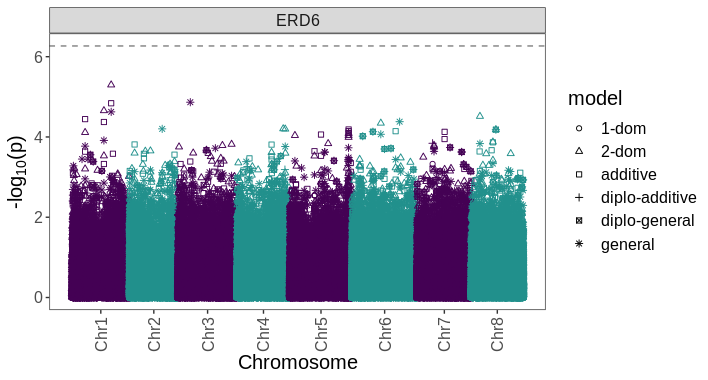 ERD6
6
4
2
0
-log10(p)
Chr1
Chr2
Chr3
Chr4
Chr5
Chr6
Chr7
Chr8
Chromosome
model
1-dom
2-dom
additive
diplo-additive
diplo-general
general